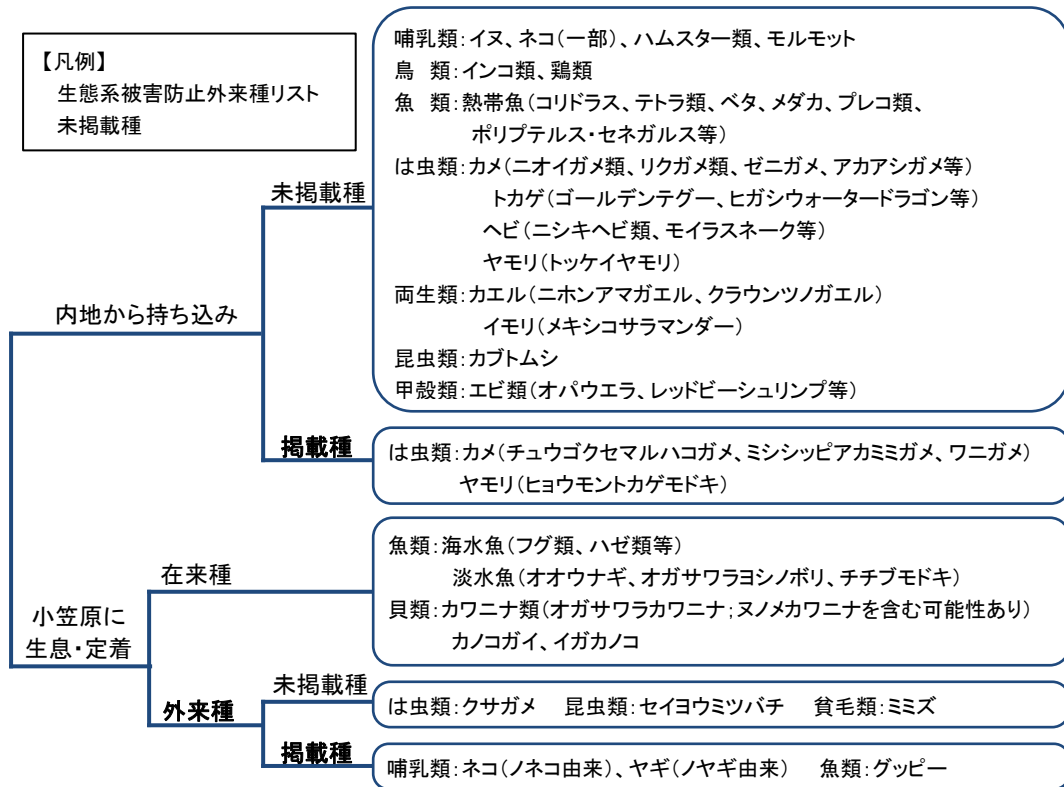 【凡例】
生態系被害防止外来種リスト
未掲載種
内地から持ち込み
未掲載種
哺乳類：イヌ、ネコ（一部）、ハムスター類、モルモット
鳥　類：インコ類、鶏類
魚　類：熱帯魚（コリドラス、テトラ類、ベタ、メダカ、プレコ類、
ポリプテルス・セネガルス等）
は虫類：カメ（ニオイガメ類、リクガメ類、ゼニガメ、アカアシガメ等）
トカゲ（ゴールデンテグー、ヒガシウォータードラゴン等）
ヘビ（ニシキヘビ類、モイラスネーク等）
ヤモリ（トッケイヤモリ）
両生類：カエル（ニホンアマガエル、クラウンツノガエル）
イモリ（メキシコサラマンダー）
昆虫類：カブトムシ
甲殻類：エビ類（オパウエラ、レッドビーシュリンプ等）
掲載種
は虫類：カメ（チュウゴクセマルハコガメ、ミシシッピアカミミガメ、ワニガメ）
ヤモリ（ヒョウモントカゲモドキ）
小笠原に
生息・定着
在来種
魚類：海水魚（フグ類、ハゼ類等）
淡水魚（オオウナギ、オガサワラヨシノボリ、チチブモドキ）
貝類：カワニナ類（オガサワラカワニナ；ヌノメカワニナを含む可能性あり）
カノコガイ、イガカノコ
外来種
未掲載種
は虫類：クサガメ　昆虫類：セイヨウミツバチ　貧毛類：ミミズ
掲載種
哺乳類：ネコ（ノネコ由来）、ヤギ（ノヤギ由来）　魚類：グッピー